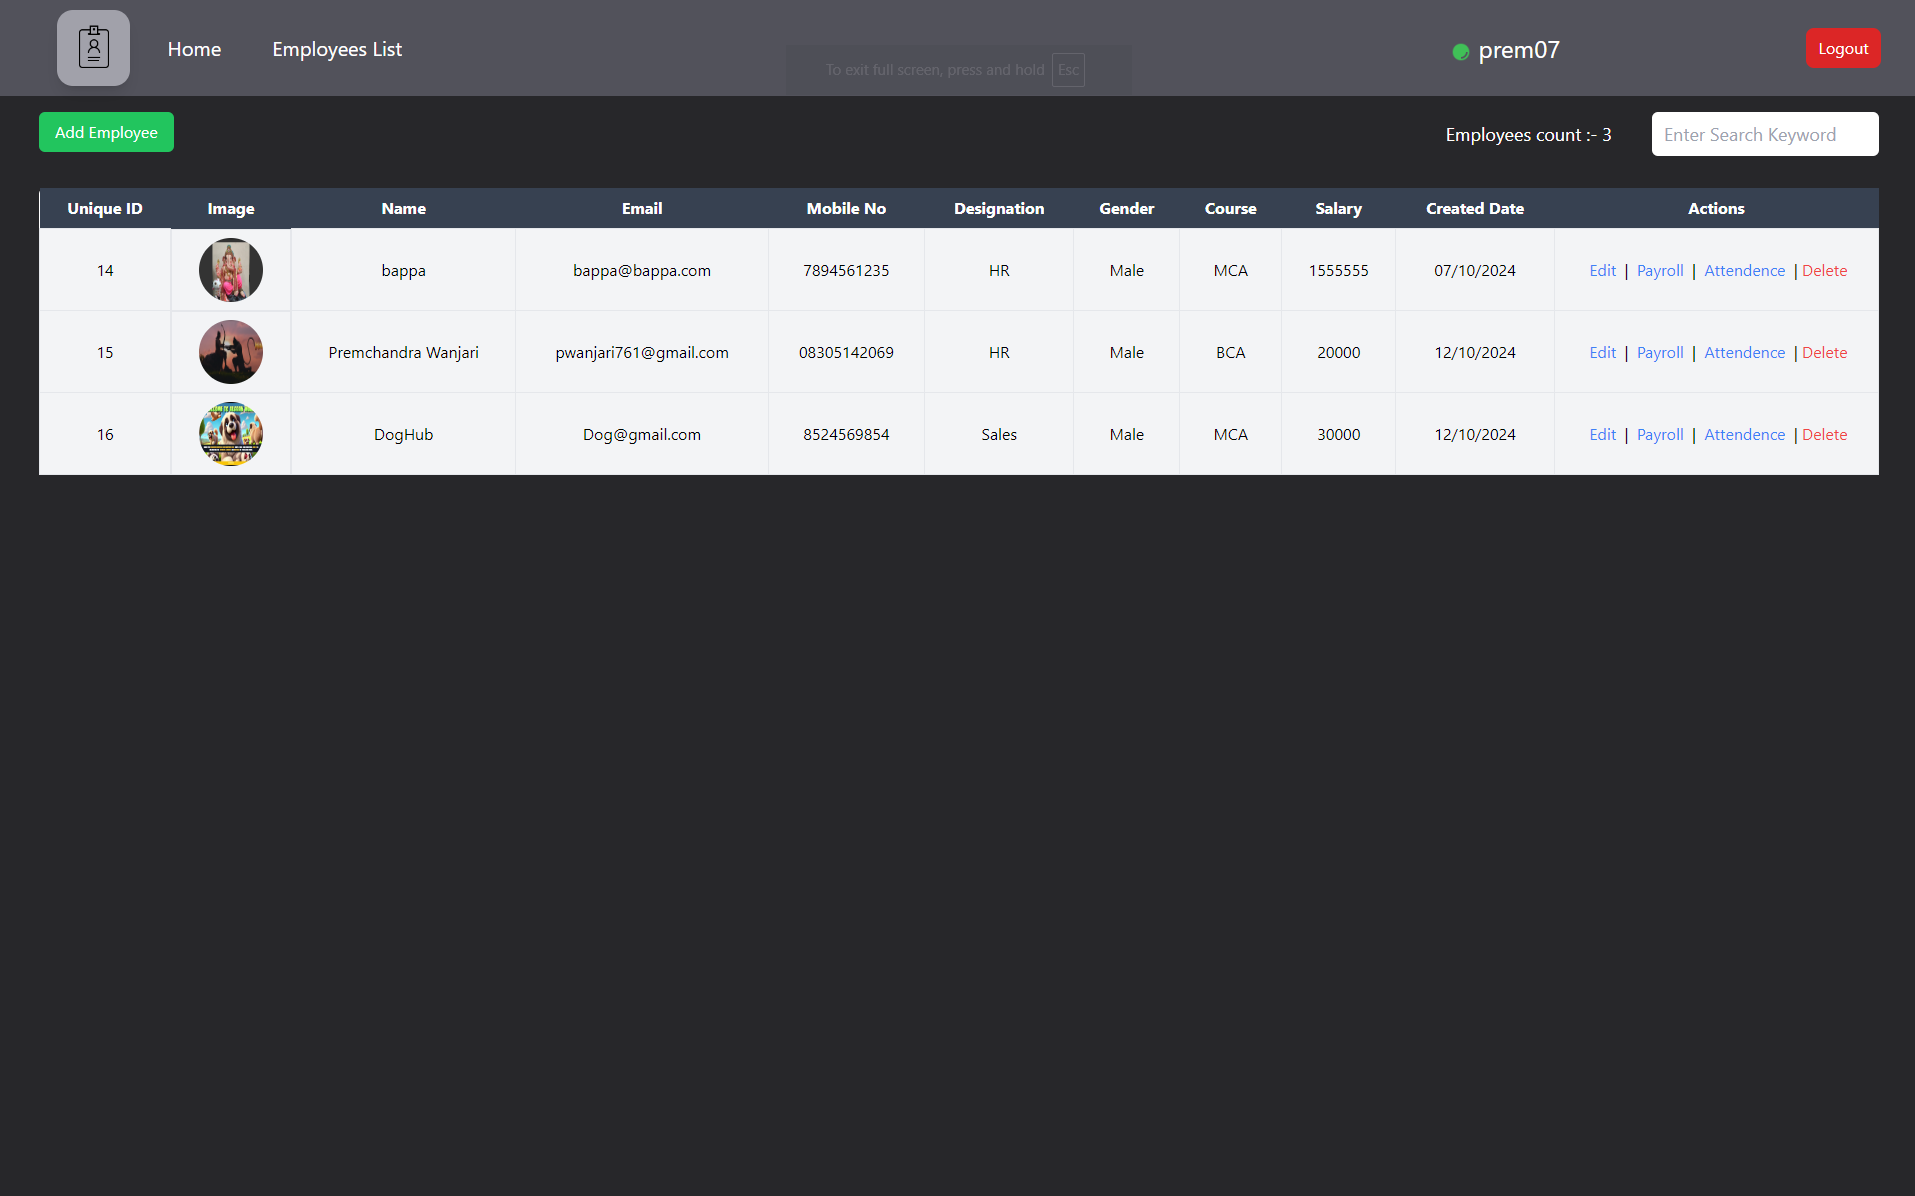 Home Employees List prem07 Logout
To exit full screen, press and hold Esc
Add Employee Employees count :- 3 Enter Search Keyword
Unique ID Image Name Email Mobile No Designation Gender Course Salary Created Date Actions
14 bappa bappa@bappa.com 7894561235 HR Male MCA 1555555 07/10/2024 Edit | Payroll | Attendence | Delete
15 Premchandra Wanjari pwanjari761@gmail.com 08305142069 HR Male BCA 20000 12/10/2024 Edit | Payroll | Attendence | Delete
16 DogHub Dog@gmail.com 8524569854 Sales Male MCA 30000 12/10/2024 Edit | Payroll | Attendence | Delete